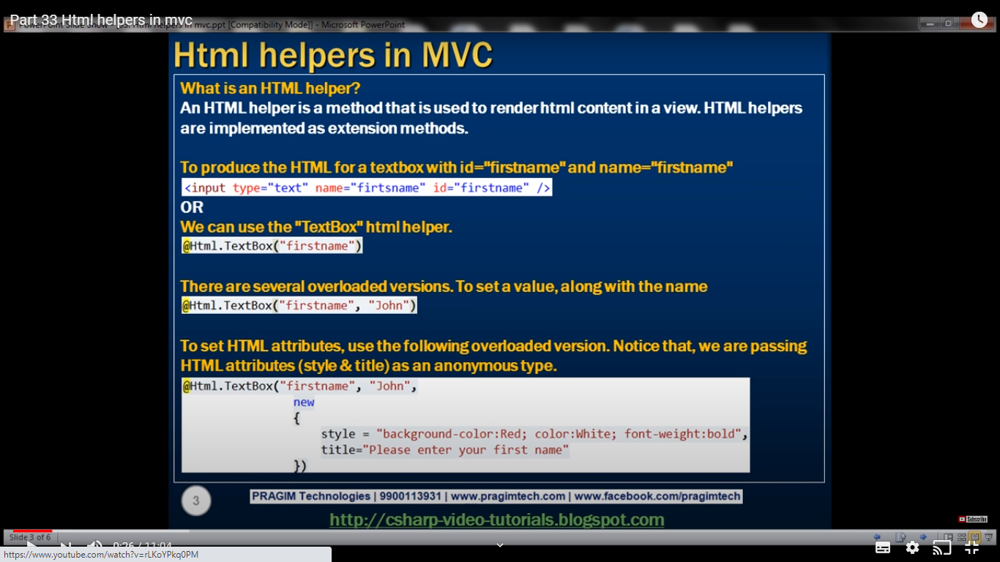 Part 33 Html helpers in mvc
PowerPoint Slide Show - [33. Html helpers in mvc.ppt [Compatibility Mode]] - Microsoft PowerPoint
Html helpers in MVC
What is an HTML helper?
An HTML helper is a method that is used to render html content in a view. HTML helpers
are implemented as extension methods.
To produce the HTML for a textbox with id="firstname" and name="firstname"
<input type="text" name="firtsname" id="firstname" />
OR
We can use the "TextBox" html helper.
@Html.TextBox("firstname")
There are several overloaded versions. To set a value, along with the name
@Html.TextBox("firstname", "John")
To set HTML attributes, use the following overloaded version. Notice that, we are passing
HTML attributes (style & title) as an anonymous type.
@Html.TextBox("firstname", "John",
new
{
style = "background-color:Red; color:White; font-weight:bold",
title="Please enter your first name"
})
3
PRAGIM Technologies | 9900113931 | www.pragimtech.com | www.facebook.com/pragimtech
http://csharp-video-tutorials.blogspot.com
Subscribe
Slide 3 of 6
0:26 / 11:04
https://www.youtube.com/watch?v=rLKoYPkq0PM